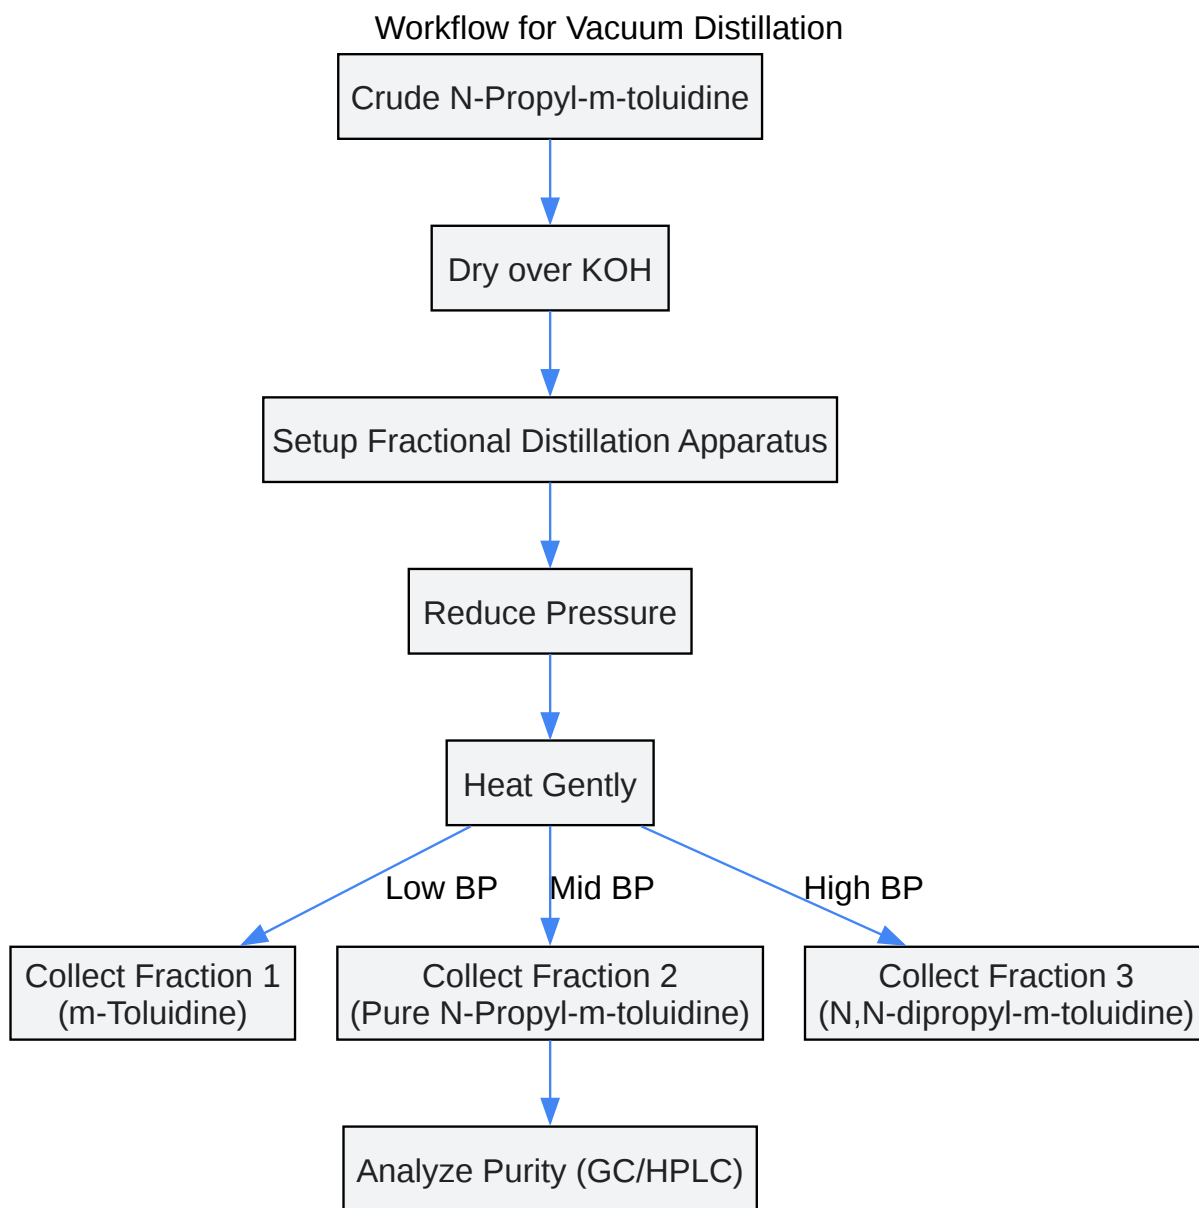 Workflow for Vacuum Distillation
Crude N-Propyl-m-toluidine
Dry over KOH
Setup Fractional Distillation Apparatus
Reduce Pressure
Heat Gently
Low BP
Mid BP
High BP
Collect Fraction 1
(m-Toluidine)
Collect Fraction 2
(Pure N-Propyl-m-toluidine)
Collect Fraction 3
(N,N-dipropyl-m-toluidine)
Analyze Purity (GC/HPLC)